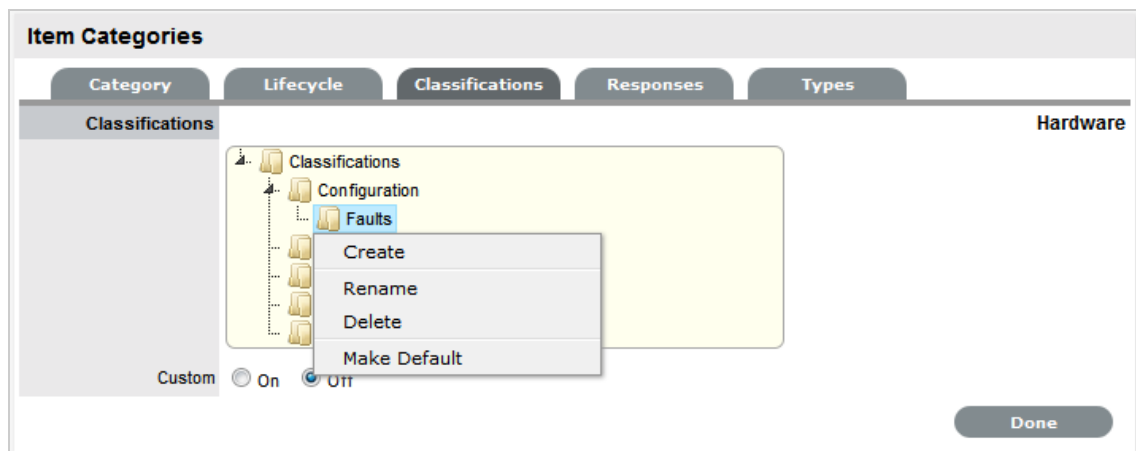 Item Categories
Category Lifecycle Classifications Responses Types
Classifications Hardware
Classifications
Configuration
Faults
Create
Rename
Delete
Make Default
Custom On Off
Done